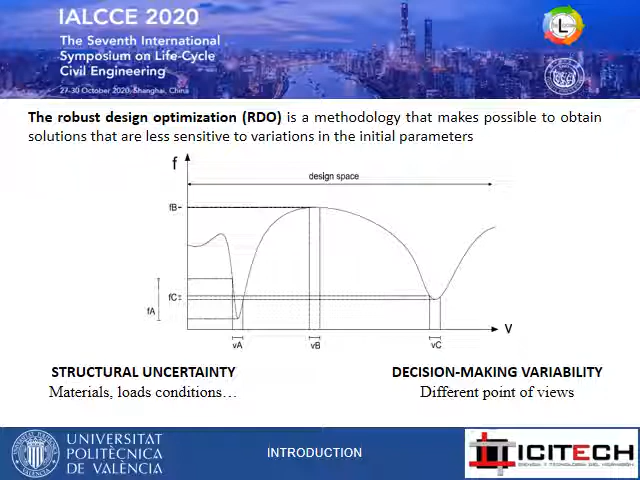 IALCCE 2020
The Seventh International
Symposium on Life-Cycle
Civil Engineering
27-30 October 2020, Shanghai, China
The robust design optimization (RDO) is a methodology that makes possible to obtain
solutions that are less sensitive to variations in the initial parameters
f
design space
fB
fC
fA
V
vA vB vC
STRUCTURAL UNCERTAINTY
Materials, loads conditions…
DECISION-MAKING VARIABILITY
Different point of views
UNIVERSITAT
POLITÈCNICA
DE VALÈNCIA
INTRODUCTION
ICITECH